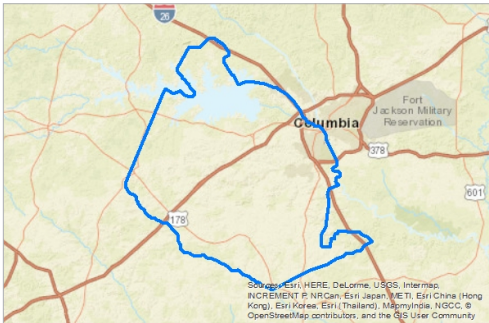 26
Fort
Jackson Military
Reservation
Columbia
378
601
178
Sources: Esri, HERE, DeLorme, USGS, Intermap,
INCREMENT P, NRCan, Esri Japan, METI, Esri China (Hong
Kong), Esri Korea, Esri (Thailand), MapmyIndia, NGCC, ©
OpenStreetMap contributors, and the GIS User Community